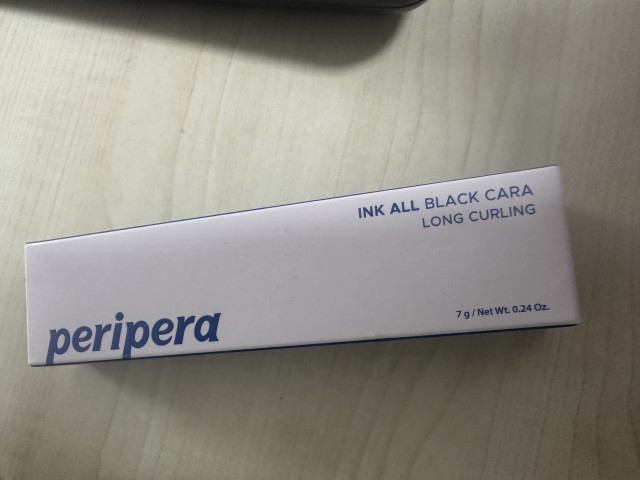 INK ALL BLACK CARA
LONG CURLING
peripera
7 g / Net Wt. 0.24 Oz.